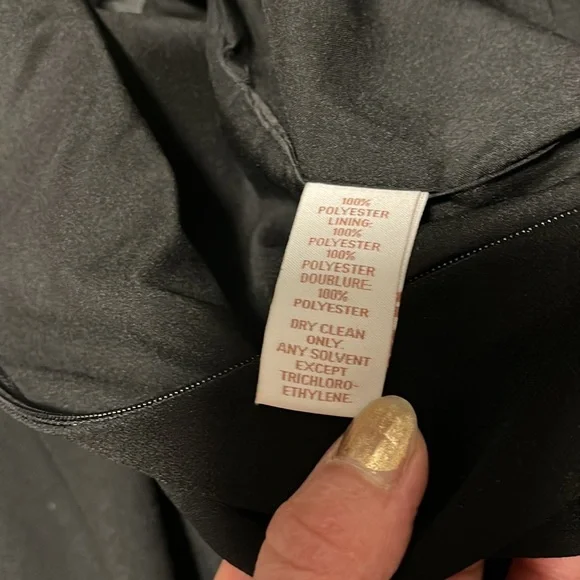 100%
POLYESTER
LINING:
100%
POLYESTER
100%
POLYESTER
DOUBLURE:
100%
POLYESTER
DRY CLEAN
ONLY.
ANY SOLVENT
EXCEPT
TRICHLORO-
ETHYLENE.